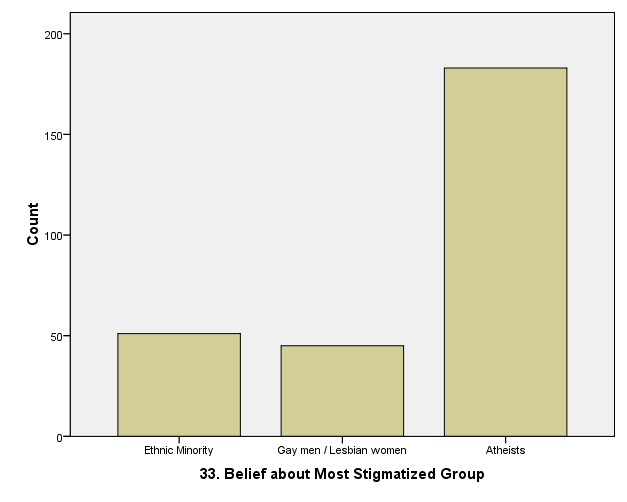 200
150
100
50
0
Count
Ethnic Minority
Gay men / Lesbian women
Atheists
33. Belief about Most Stigmatized Group